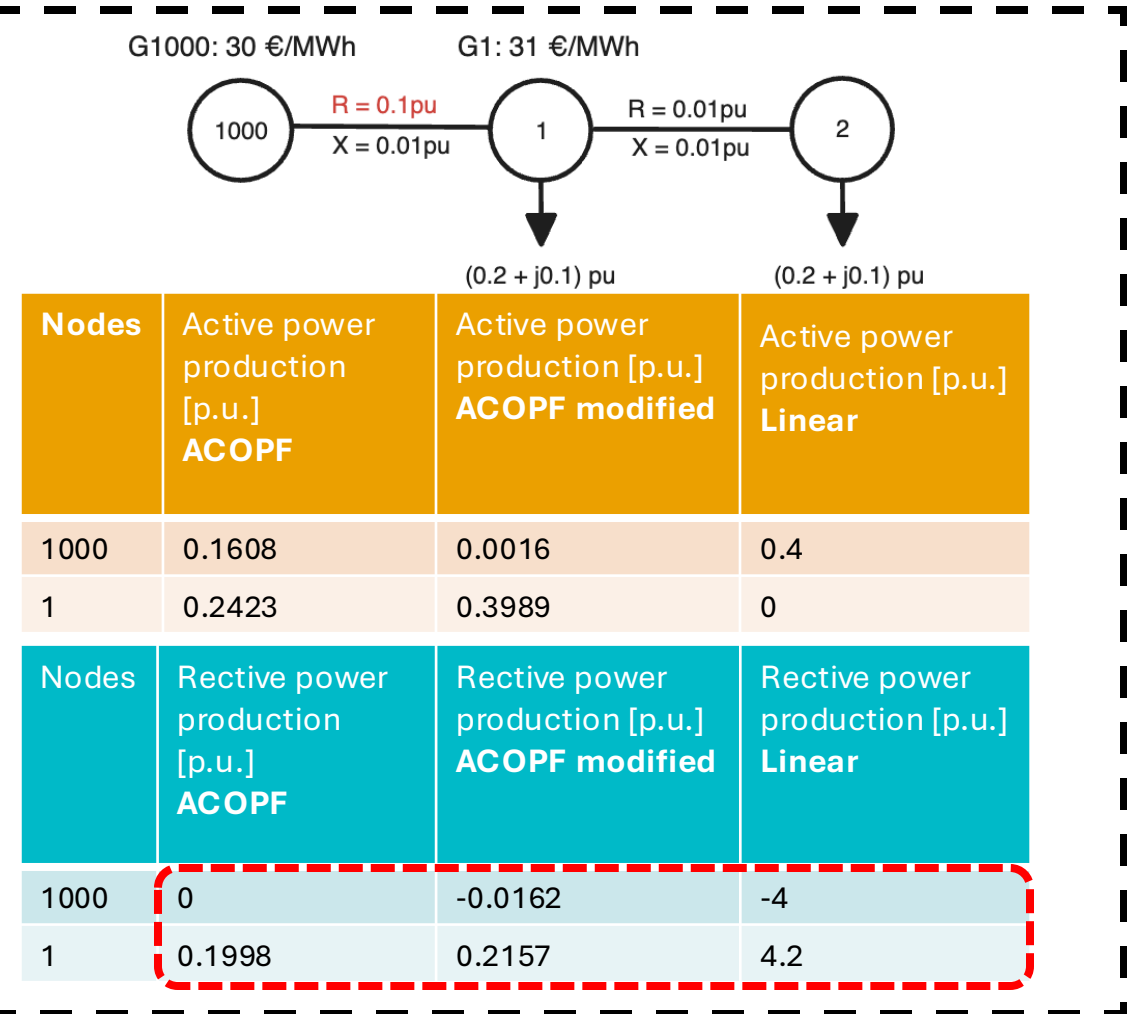 G1000: 30 €/MWh
G1: 31 €/MWh
R = 0.1pu
R = 0.01pu
1000
1
2
X = 0.01pu
X = 0.01pu
(0.2 + j0.1) pu
(0.2 + j0.1) pu
Nodes
Active power
production
[p.u.]
ACOPF
Active power
production [p.u.]
ACOPF modified
Active power
production [p.u.]
Linear
1000
0.1608
0.0016
0.4
1
0.2423
0.3989
0
Nodes
Rective power
production
[p.u.]
ACOPF
Rective power
production [p.u.]
ACOPF modified
Rective power
production [p.u.]
Linear
1000
0
-0.0162
-4
1
0.1998
0.2157
4.2